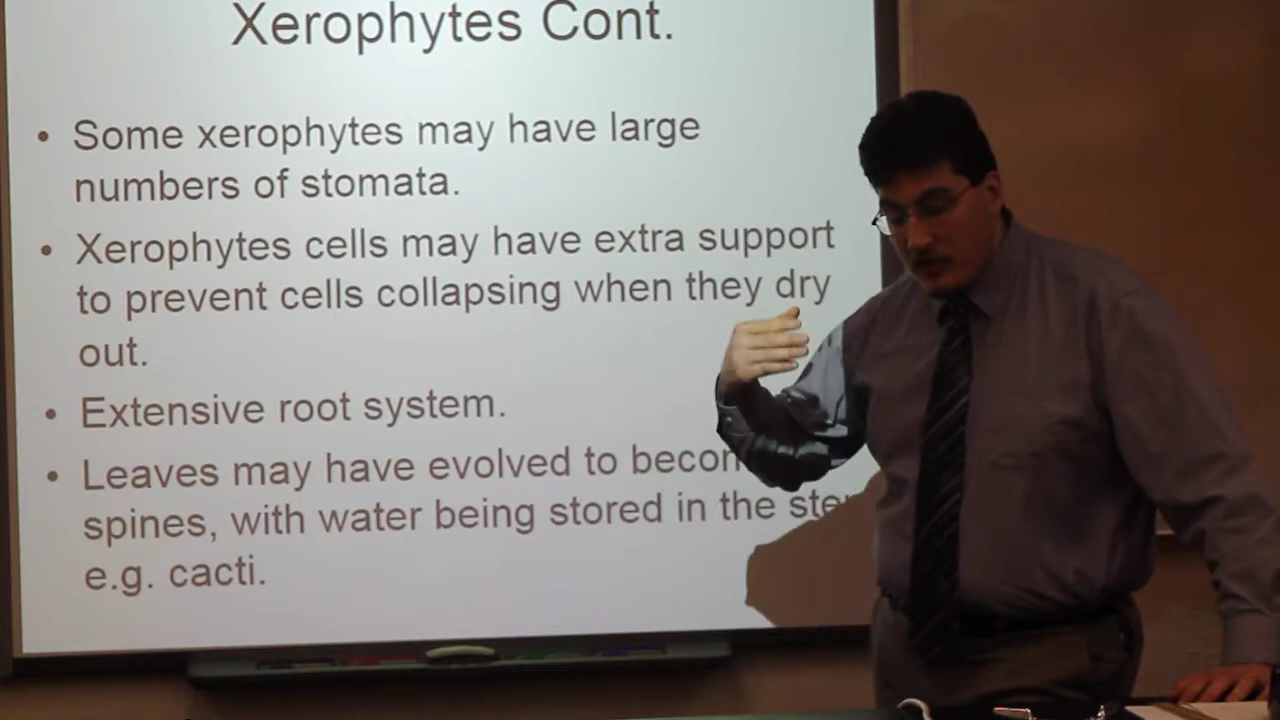 Xerophytes Cont.
• Some xerophytes may have large
numbers of stomata.
• Xerophytes cells may have extra support
to prevent cells collapsing when they dry
out.
• Extensive root system.
• Leaves may have evolved to
spines, with water being stored in the
e.g. cacti.